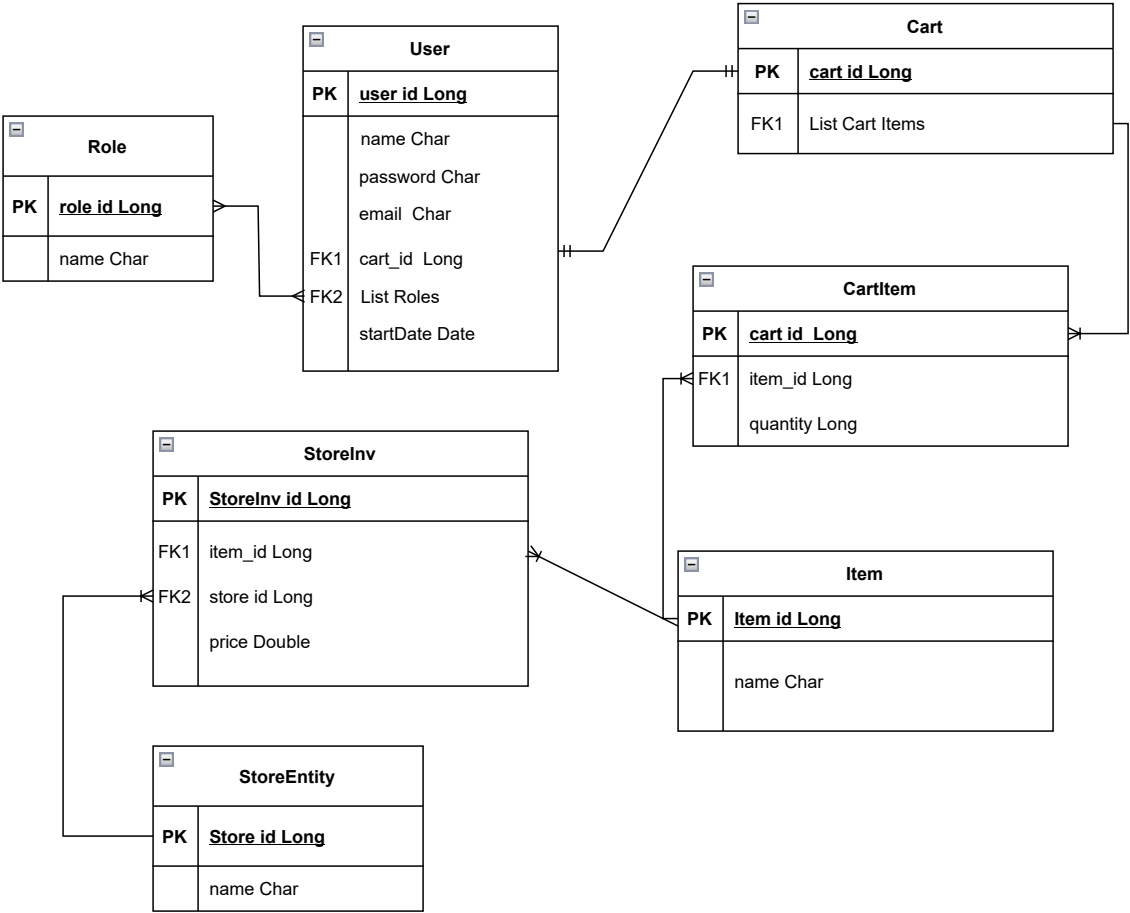 Role
PK role id Long
name Char
User
PK user id Long
name Char
password Char
email  Char
FK1 cart_id  Long
FK2 List Roles
startDate Date
Cart
PK cart id Long
FK1 List Cart Items
CartItem
PK cart id  Long
FK1 item_id Long
quantity Long
StoreInv
PK StoreInv id Long
FK1 item_id Long
FK2 store id Long
price Double
Item
PK Item id Long
name Char
StoreEntity
PK Store id Long
name Char